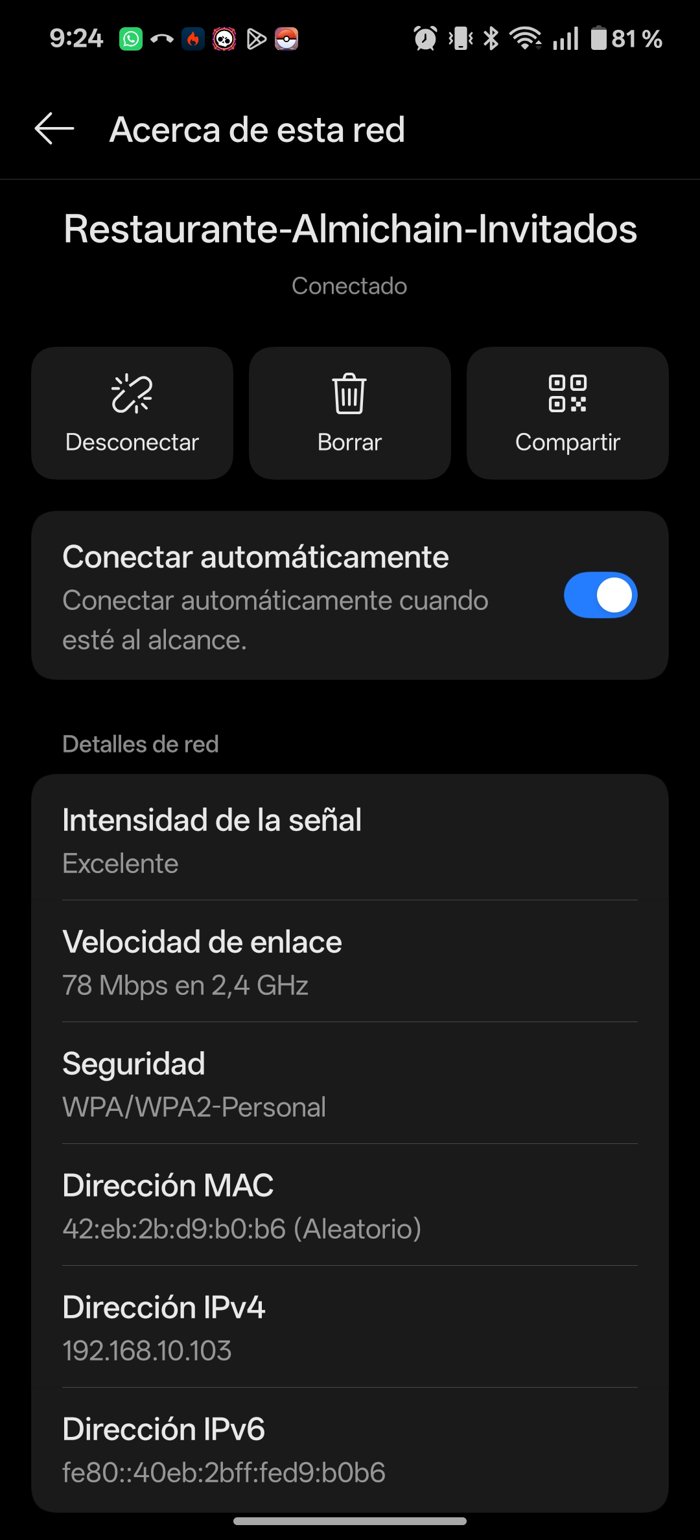 9:24
81 %
Acerca de esta red
Restaurante-Almichain-Invitados
Conectado
Desconectar
Borrar
Compartir
Conectar automáticamente
Conectar automáticamente cuando
esté al alcance.
Detalles de red
Intensidad de la señal
Excelente
Velocidad de enlace
78 Mbps en 2,4 GHz
Seguridad
WPA/WPA2-Personal
Dirección MAC
42:eb:2b:d9:b0:b6 (Aleatorio)
Dirección IPv4
192.168.10.103
Dirección IPv6
fe80::40eb:2bff:fed9:b0b6